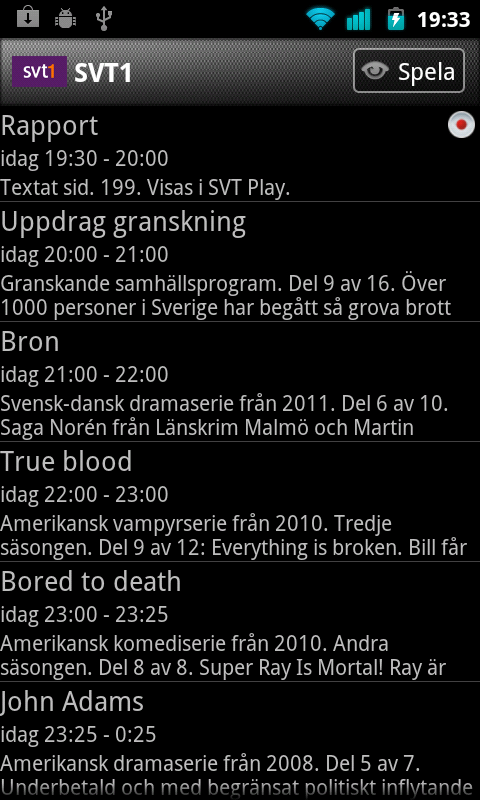 19:33
svt1 SVT1 Spela
Rapport
idag 19:30 - 20:00
Textat sid. 199. Visas i SVT Play.
Uppdrag granskning
idag 20:00 - 21:00
Granskande samhällsprogram. Del 9 av 16. Över
1000 personer i Sverige har begått så grova brott
Bron
idag 21:00 - 22:00
Svensk-dansk dramaserie från 2011. Del 6 av 10.
Saga Norén från Länskrim Malmö och Martin
True blood
idag 22:00 - 23:00
Amerikansk vampyrserie från 2010. Tredje
säsongen. Del 9 av 12: Everything is broken. Bill får
Bored to death
idag 23:00 - 23:25
Amerikansk komediserie från 2010. Andra
säsongen. Del 8 av 8. Super Ray Is Mortal! Ray är
John Adams
idag 23:25 - 0:25
Amerikansk dramaserie från 2008. Del 5 av 7.
Underbetald och med begränsat politiskt inflytande